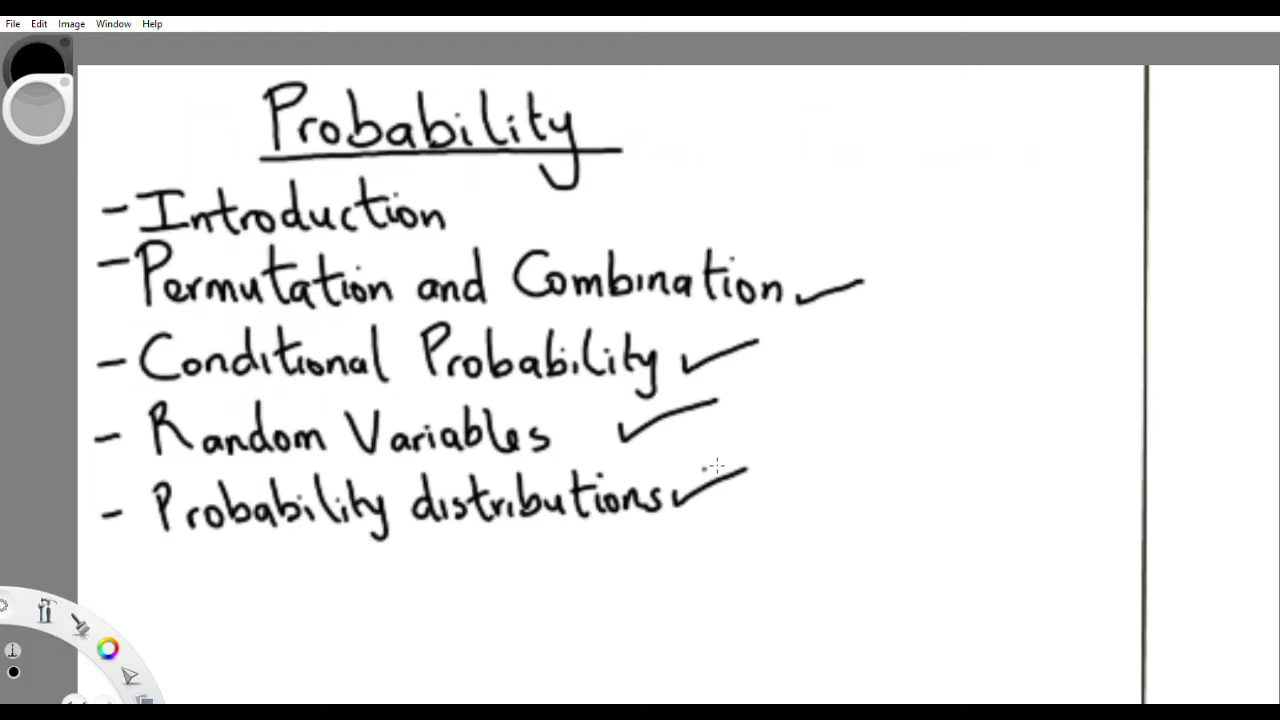 File Edit Image Window Help
Probability
- Introduction
- Permutation and Combination ✓
- Conditional Probability ✓
- Random Variables ✓
- Probability distributions ✓